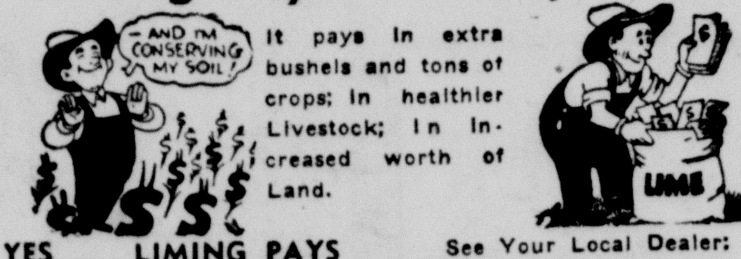 — AND I'M
CONSERVING
MY SOIL!
It pays in extra
bushels and tons of
crops; in healthier
Livestock; In In-
creased worth of
Land.
LIME
YES LIMING PAYS
See Your Local Dealer: